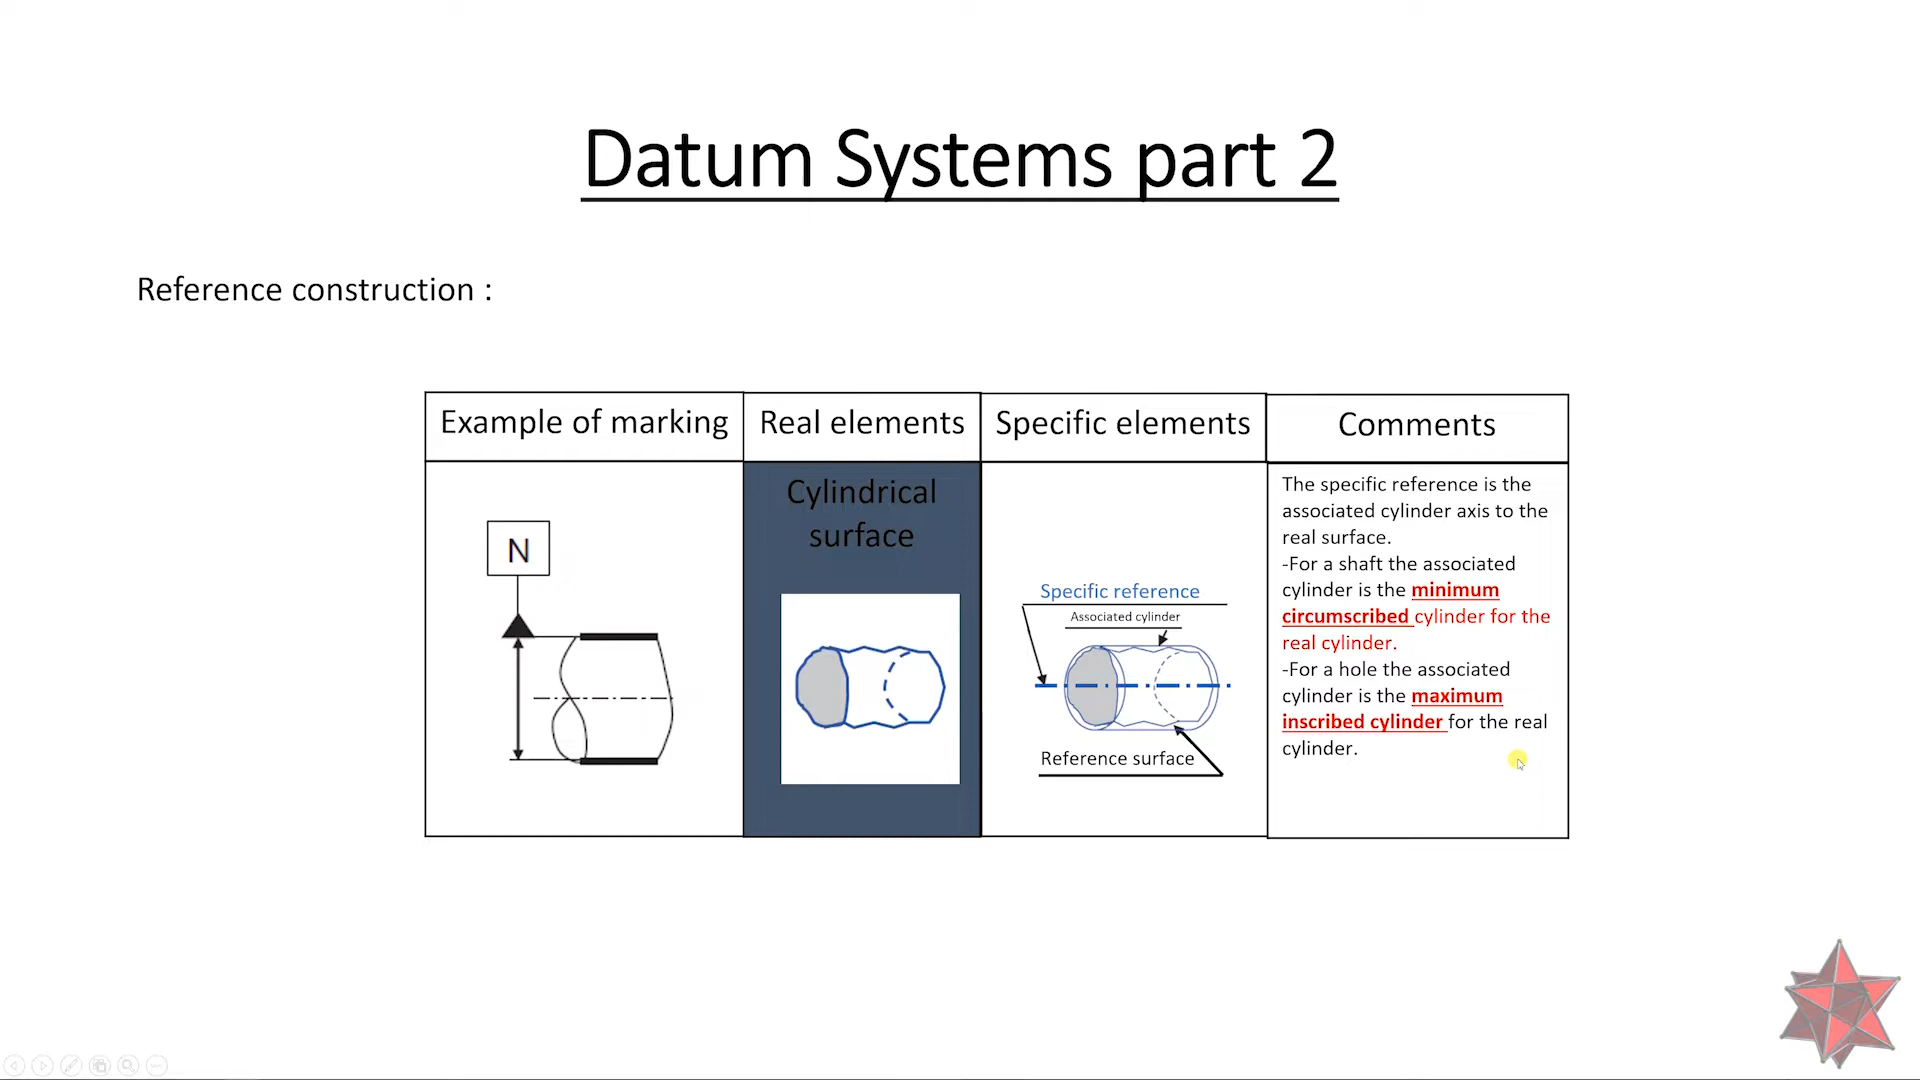 Datum Systems part 2
Reference construction :
Example of marking
Real elements
Specific elements
Comments
N
Cylindrical
surface
Specific reference
Associated cylinder
Reference surface
The specific reference is the
associated cylinder axis to the
real surface.
-For a shaft the associated
cylinder is the minimum
circumscribed cylinder for the
real cylinder.
-For a hole the associated
cylinder is the maximum
inscribed cylinder for the real
cylinder.